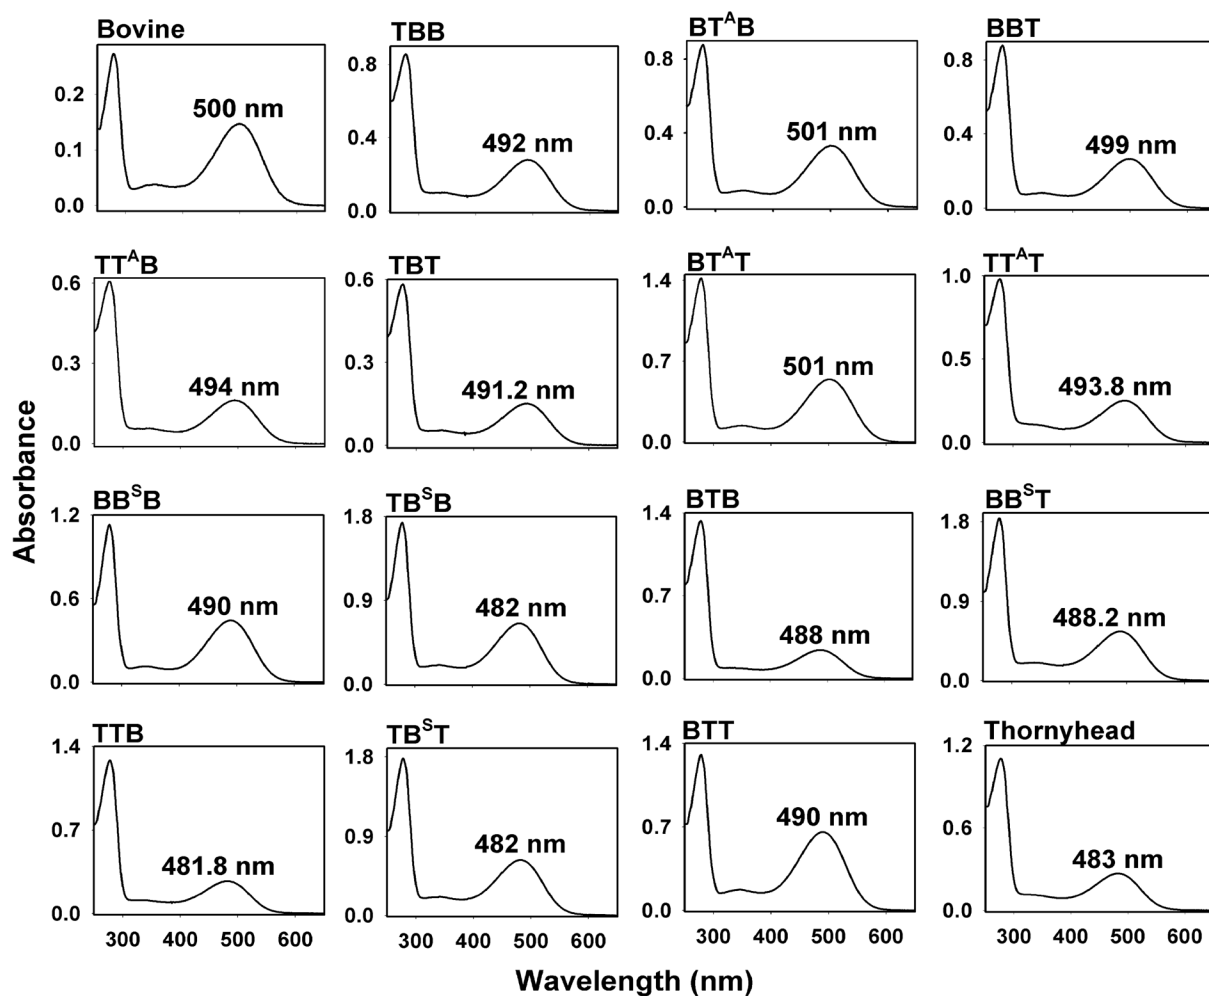 Bovine
TBB
BT^AB
BBT
0.2
0.1
0.0
500 nm
0.8
0.4
0.0
492 nm
0.8
0.4
0.0
501 nm
0.8
0.4
0.0
499 nm
TT^AB
TBT
BT^AT
TT^AT
0.6
0.3
0.0
494 nm
0.6
0.3
0.0
491.2 nm
1.4
0.7
0.0
501 nm
1.0
0.5
0.0
493.8 nm
Absorbance
BB^SB
TB^SB
BTB
BB^ST
1.2
0.6
0.0
490 nm
1.8
0.9
0.0
482 nm
1.4
0.7
0.0
488 nm
1.8
0.9
0.0
488.2 nm
TTB
TB^ST
BTT
Thornyhead
1.4
0.7
0.0
481.8 nm
1.8
0.9
0.0
482 nm
1.4
0.7
0.0
490 nm
1.2
0.6
0.0
483 nm
300 400 500 600
300 400 500 600
300 400 500 600
300 400 500 600
Wavelength (nm)